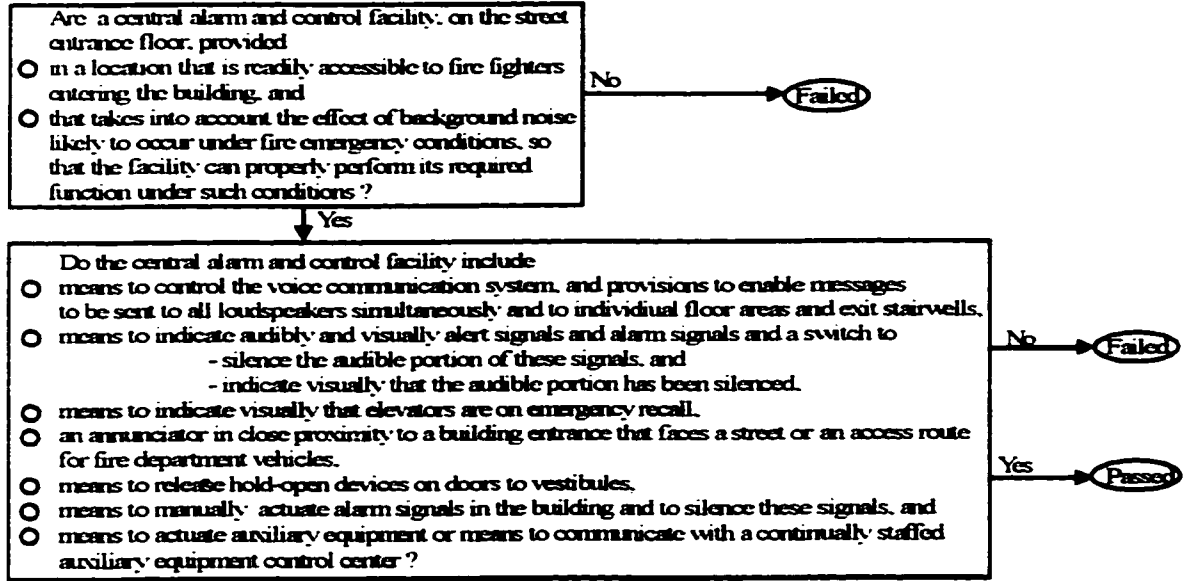 Are a central alarm and control facility, on the street
entrance floor, provided
O in a location that is readily accessible to fire fighters
entering the building, and
O that takes into account the effect of background noise
likely to occur under fire emergency conditions, so
that the facility can properly perform its required
function under such conditions ?
No
Failed
Yes
Do the central alarm and control facility include
O means to control the voice communication system, and provisions to enable messages
to be sent to all loudspeakers simultaneously and to individiual floor areas and exit stairwells,
O means to indicate audibly and visually alert signals and alarm signals and a switch to
- silence the audible portion of these signals, and
- indicate visually that the audible portion has been silenced,
O means to indicate visually that elevators are on emergency recall,
O an annunciator in close proximity to a building entrance that faces a street or an access route
for fire department vehicles,
O means to release hold-open devices on doors to vestibules,
O means to manually actuate alarm signals in the building and to silence these signals, and
O means to actuate auxiliary equipment or means to communicate with a continually staffed
auxiliary equipment control center ?
No
Failed
Yes
Passed